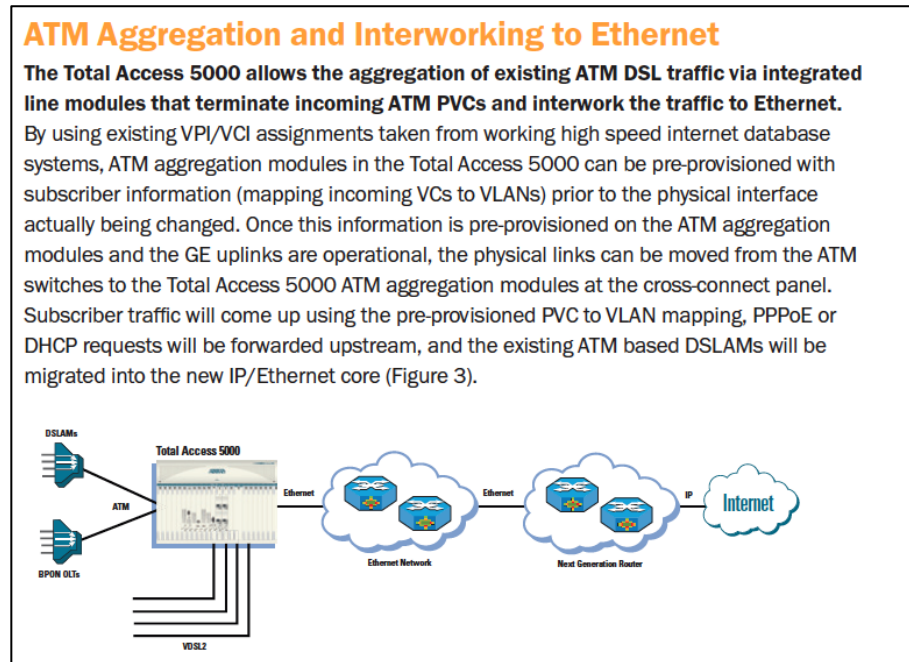 ATM Aggregation and Interworking to Ethernet
The Total Access 5000 allows the aggregation of existing ATM DSL traffic via integrated
line modules that terminate incoming ATM PVCs and interwork the traffic to Ethernet.
By using existing VPI/VCI assignments taken from working high speed internet database
systems, ATM aggregation modules in the Total Access 5000 can be pre-provisioned with
subscriber information (mapping incoming VCs to VLANs) prior to the physical interface
actually being changed. Once this information is pre-provisioned on the ATM aggregation
modules and the GE uplinks are operational, the physical links can be moved from the ATM
switches to the Total Access 5000 ATM aggregation modules at the cross-connect panel.
Subscriber traffic will come up using the pre-provisioned PVC to VLAN mapping, PPPoE or
DHCP requests will be forwarded upstream, and the existing ATM based DSLAMs will be
migrated into the new IP/Ethernet core (Figure 3).
DSLAMs
Total Access 5000
ATM
Ethernet
Ethernet
IP
Internet
BPON OLTs
Ethernet Network
Next Generation Router
VDSL2